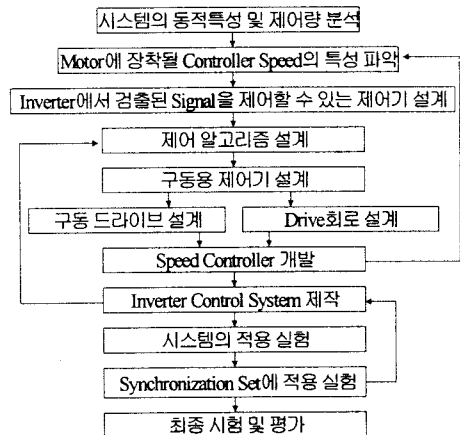 시스템의 동적특성 및 제어량 분석
Motor에 장착될 Controller Speed의 특성 파악
Inverter에서 검출된 Signal을 제어할 수 있는 제어기 설계
제어 알고리즘 설계
구동용 제어기 설계
구동 드라이브 설계
Drive회로 설계
Speed Controller 개발
Inverter Control System 제작
시스템의 적용 실험
Synchronization Set에 적용 실험
최종 시험 및 평가